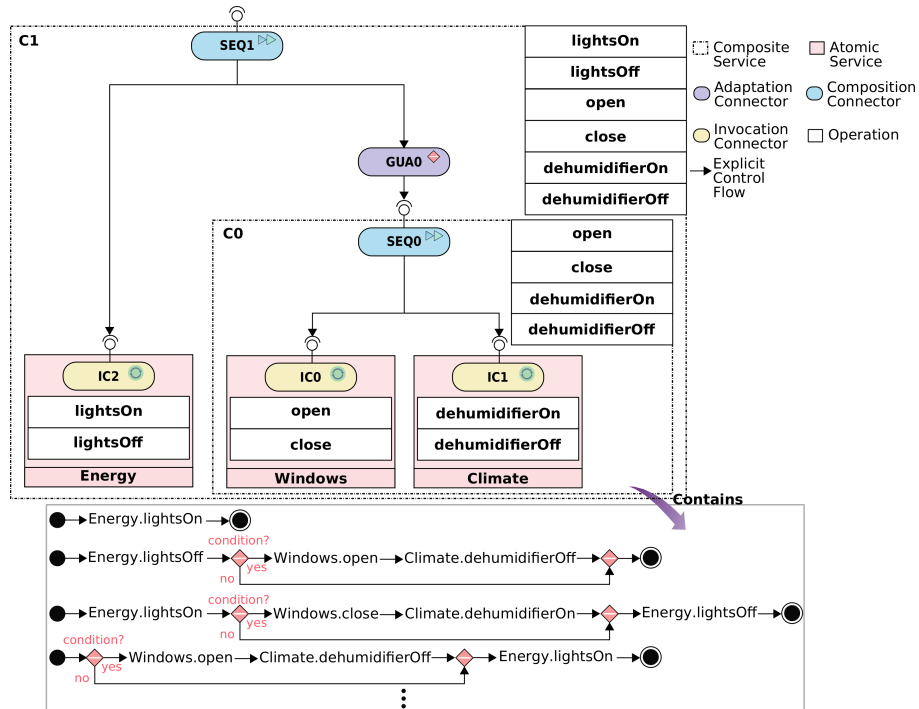 C1
SEQ1
lightsOn
lightsOff
open
close
dehumidifierOn
dehumidifierOff
Composite
Service
Atomic
Service
Adaptation
Connector
Composition
Connector
Invocation
Connector
Operation
Explicit
Control
Flow
GUA0
C0
SEQ0
open
close
dehumidifierOn
dehumidifierOff
IC2
lightsOn
lightsOff
Energy
IC0
open
close
Windows
IC1
dehumidifierOn
dehumidifierOff
Climate
Contains
Energy.lightsOn
Energy.lightsOff condition? yes no Windows.open Climate.dehumidifierOff
Energy.lightsOn condition? yes no Windows.close Climate.dehumidifierOn Energy.lightsOff
condition? yes no Windows.open Climate.dehumidifierOff Energy.lightsOn